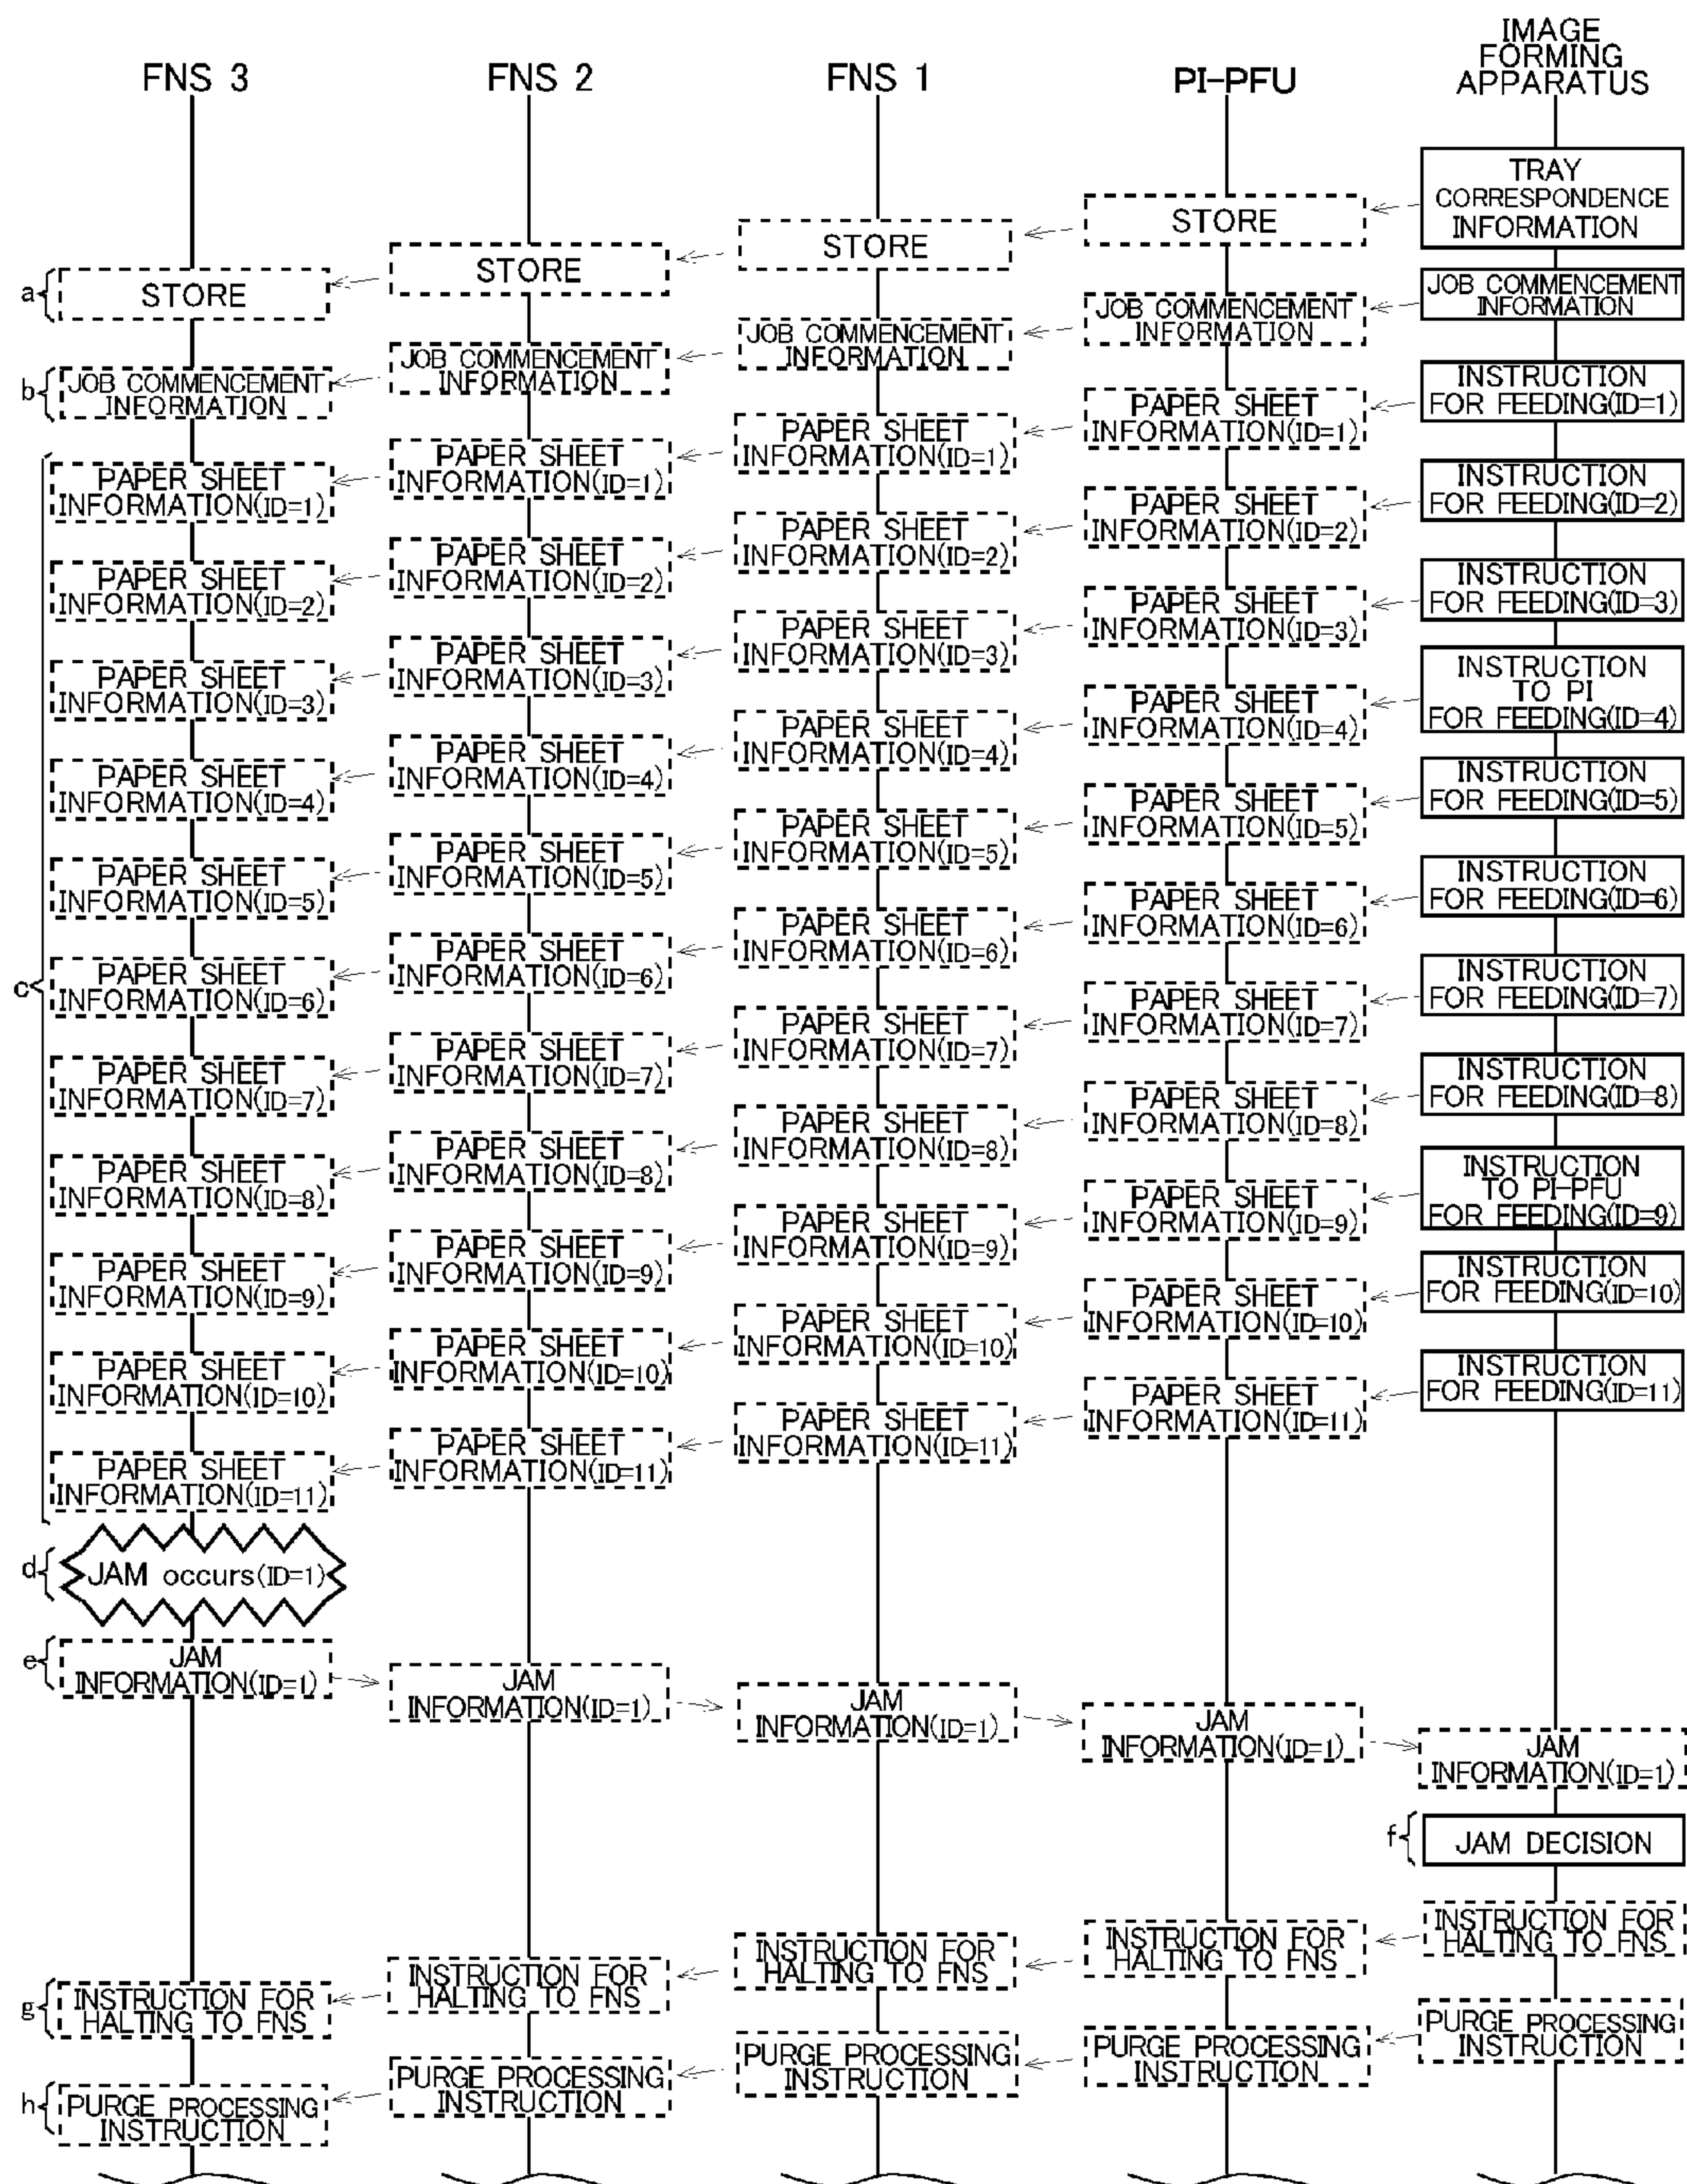 IMAGE
FORMING
APPARATUS
FNS 3
FNS 2
FNS 1
PI-PFU
TRAY
CORRESPONDENCE
INFORMATION
STORE
STORE
STORE
a
STORE
JOB COMMENCEMENT
INFORMATION
JOB COMMENCEMENT
INFORMATION
JOB COMMENCEMENT
INFORMATION
JOB COMMENCEMENT
INFORMATION
b
JOB COMMENCEMENT
INFORMATION
INSTRUCTION
FOR FEEDING(ID=1)
PAPER SHEET
INFORMATION(ID=1)
PAPER SHEET
INFORMATION(ID=1)
PAPER SHEET
INFORMATION(ID=1)
PAPER SHEET
INFORMATION(ID=1)
INSTRUCTION
FOR FEEDING(ID=2)
PAPER SHEET
INFORMATION(ID=2)
PAPER SHEET
INFORMATION(ID=2)
PAPER SHEET
INFORMATION(ID=2)
PAPER SHEET
INFORMATION(ID=2)
INSTRUCTION
FOR FEEDING(ID=3)
PAPER SHEET
INFORMATION(ID=3)
PAPER SHEET
INFORMATION(ID=3)
PAPER SHEET
INFORMATION(ID=3)
PAPER SHEET
INFORMATION(ID=3)
INSTRUCTION
TO PI
FOR FEEDING(ID=4)
PAPER SHEET
INFORMATION(ID=4)
PAPER SHEET
INFORMATION(ID=4)
PAPER SHEET
INFORMATION(ID=4)
PAPER SHEET
INFORMATION(ID=4)
INSTRUCTION
FOR FEEDING(ID=5)
PAPER SHEET
INFORMATION(ID=5)
PAPER SHEET
INFORMATION(ID=5)
PAPER SHEET
INFORMATION(ID=5)
PAPER SHEET
INFORMATION(ID=5)
INSTRUCTION
FOR FEEDING(ID=6)
PAPER SHEET
INFORMATION(ID=6)
PAPER SHEET
INFORMATION(ID=6)
PAPER SHEET
INFORMATION(ID=6)
c
PAPER SHEET
INFORMATION(ID=6)
INSTRUCTION
FOR FEEDING(ID=7)
PAPER SHEET
INFORMATION(ID=7)
PAPER SHEET
INFORMATION(ID=7)
PAPER SHEET
INFORMATION(ID=7)
PAPER SHEET
INFORMATION(ID=7)
INSTRUCTION
FOR FEEDING(ID=8)
PAPER SHEET
INFORMATION(ID=8)
PAPER SHEET
INFORMATION(ID=8)
PAPER SHEET
INFORMATION(ID=8)
PAPER SHEET
INFORMATION(ID=8)
INSTRUCTION
TO PI-PFU
FOR FEEDING(ID=9)
PAPER SHEET
INFORMATION(ID=9)
PAPER SHEET
INFORMATION(ID=9)
PAPER SHEET
INFORMATION(ID=9)
PAPER SHEET
INFORMATION(ID=9)
INSTRUCTION
FOR FEEDING(ID=10)
PAPER SHEET
INFORMATION(ID=10)
PAPER SHEET
INFORMATION(ID=10)
PAPER SHEET
INFORMATION(ID=10)
PAPER SHEET
INFORMATION(ID=10)
INSTRUCTION
FOR FEEDING(ID=11)
PAPER SHEET
INFORMATION(ID=11)
PAPER SHEET
INFORMATION(ID=11)
PAPER SHEET
INFORMATION(ID=11)
PAPER SHEET
INFORMATION(ID=11)
d
JAM occurs(ID=1)
e
JAM
INFORMATION(ID=1)
JAM
INFORMATION(ID=1)
JAM
INFORMATION(ID=1)
JAM
INFORMATION(ID=1)
JAM
INFORMATION(ID=1)
f
JAM DECISION
INSTRUCTION FOR
HALTING TO FNS
INSTRUCTION FOR
HALTING TO FNS
INSTRUCTION FOR
HALTING TO FNS
INSTRUCTION FOR
HALTING TO FNS
g
INSTRUCTION FOR
HALTING TO FNS
PURGE PROCESSING
INSTRUCTION
PURGE PROCESSING
INSTRUCTION
PURGE PROCESSING
INSTRUCTION
PURGE PROCESSING
INSTRUCTION
h
PURGE PROCESSING
INSTRUCTION